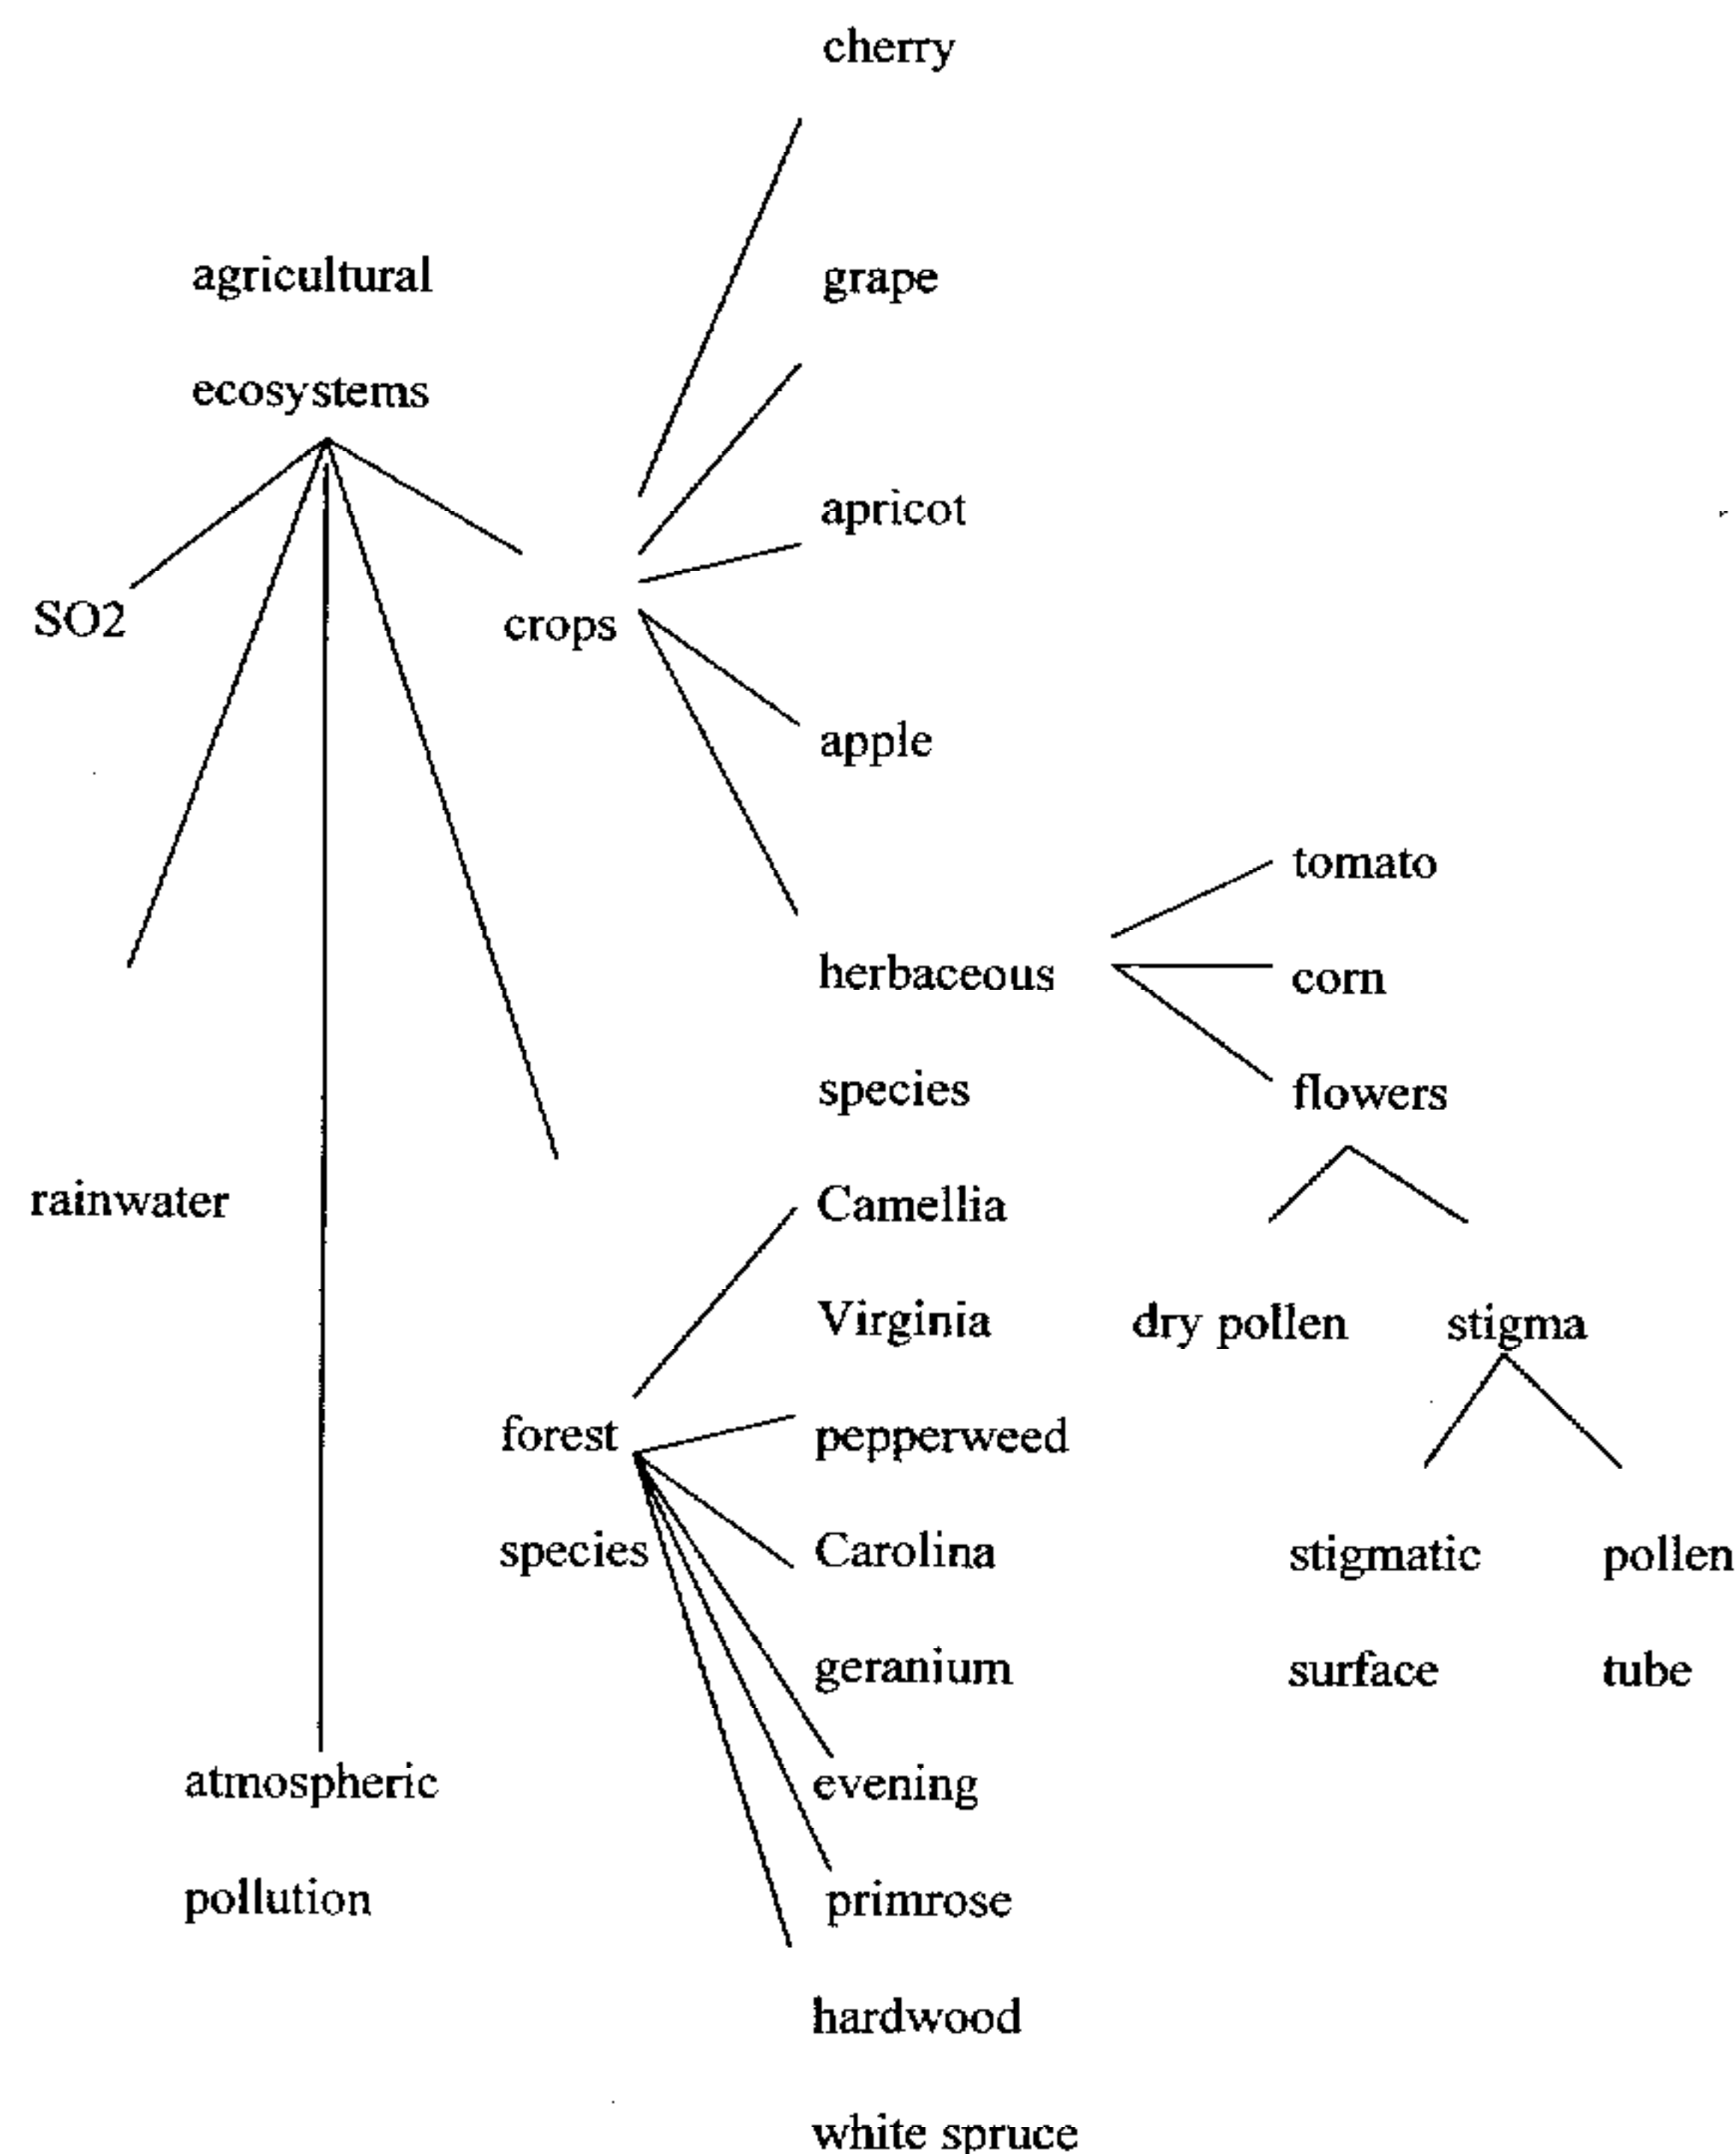 cherry
agricultural
ecosystems
grape
apricot
SO2
crops
apple
tomato
herbaceous
species
corn
flowers
rainwater
Camellia
Virginia
pepperweed
Carolina
geranium
evening
primrose
hardwood
white spruce
dry pollen
stigma
forest
species
stigmatic
surface
pollen
tube
atmospheric
pollution